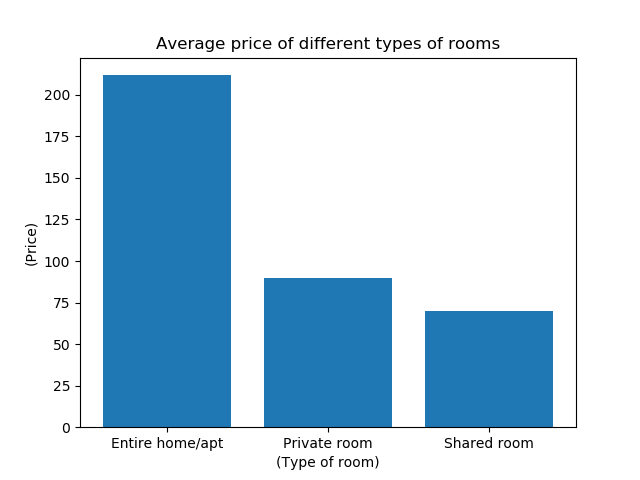 Average price of different types of rooms
(Price)
200
175
150
125
100
75
50
25
0
Entire home/apt
Private room
Shared room
(Type of room)